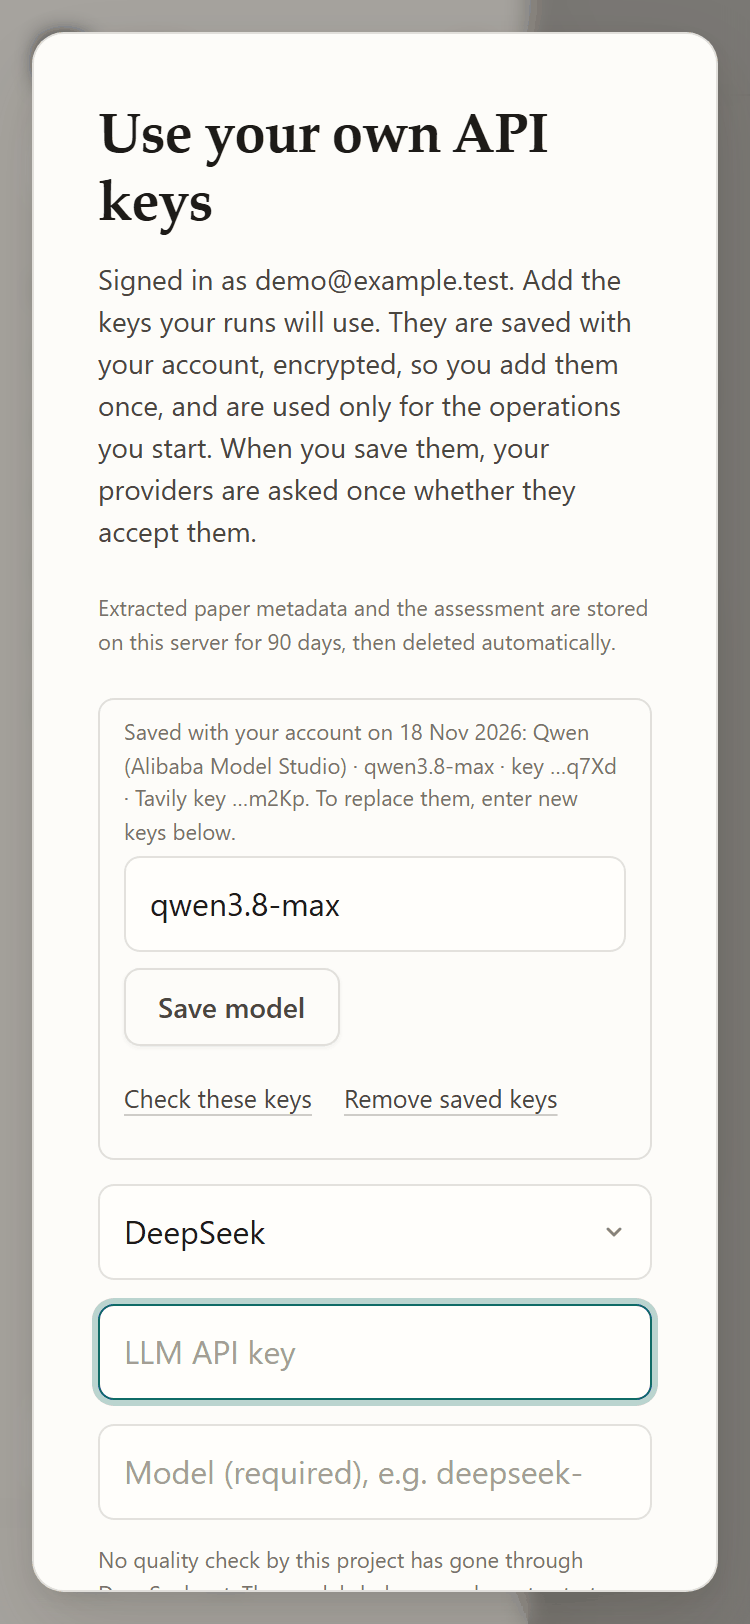 Use your own API
keys
Signed in as demo@example.test. Add the
keys your runs will use. They are saved with
your account, encrypted, so you add them
once, and are used only for the operations
you start. When you save them, your
providers are asked once whether they
accept them.
Extracted paper metadata and the assessment are stored
on this server for 90 days, then deleted automatically.
Saved with your account on 18 Nov 2026: Qwen
(Alibaba Model Studio) · qwen3.8-max · key …q7Xd
· Tavily key …m2Kp. To replace them, enter new
keys below.
qwen3.8-max
Save model
Check these keys Remove saved keys
DeepSeek
LLM API key
Model (required), e.g. deepseek-
No quality check by this project has gone through